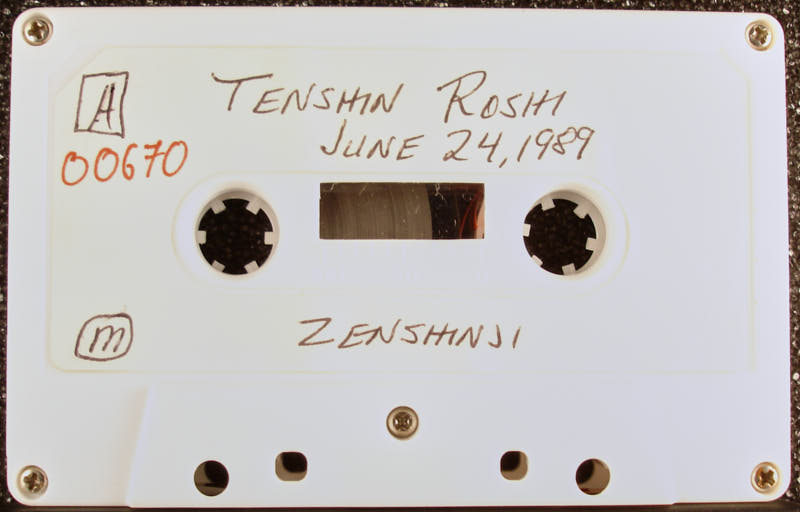 A
TENSHIN ROSHI
JUNE 24, 1989
00670
m
ZENSHINJI